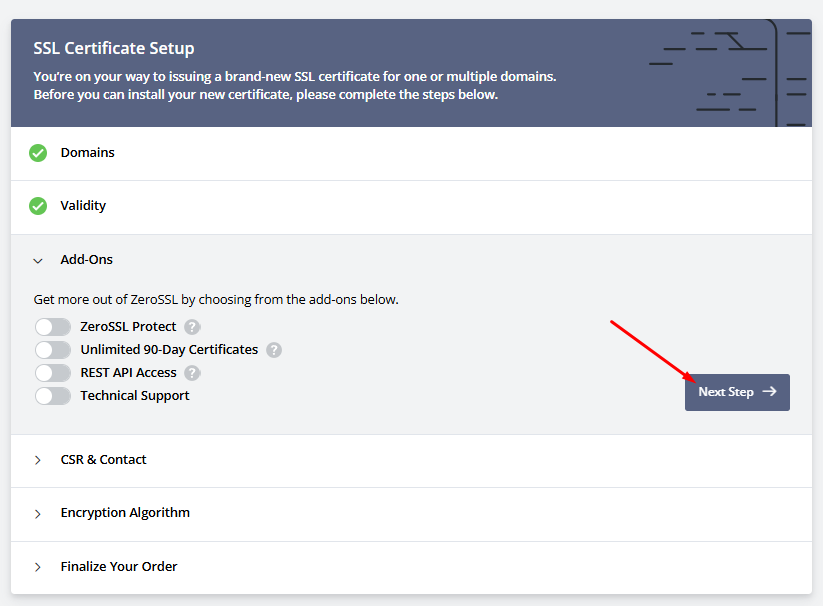 SSL Certificate Setup
You're on your way to issuing a brand-new SSL certificate for one or multiple domains.
Before you can install your new certificate, please complete the steps below.
Domains
Validity
Add-Ons
Get more out of ZeroSSL by choosing from the add-ons below.
ZeroSSL Protect ?
Unlimited 90-Day Certificates ?
REST API Access ?
Technical Support
Next Step →
CSR & Contact
Encryption Algorithm
Finalize Your Order